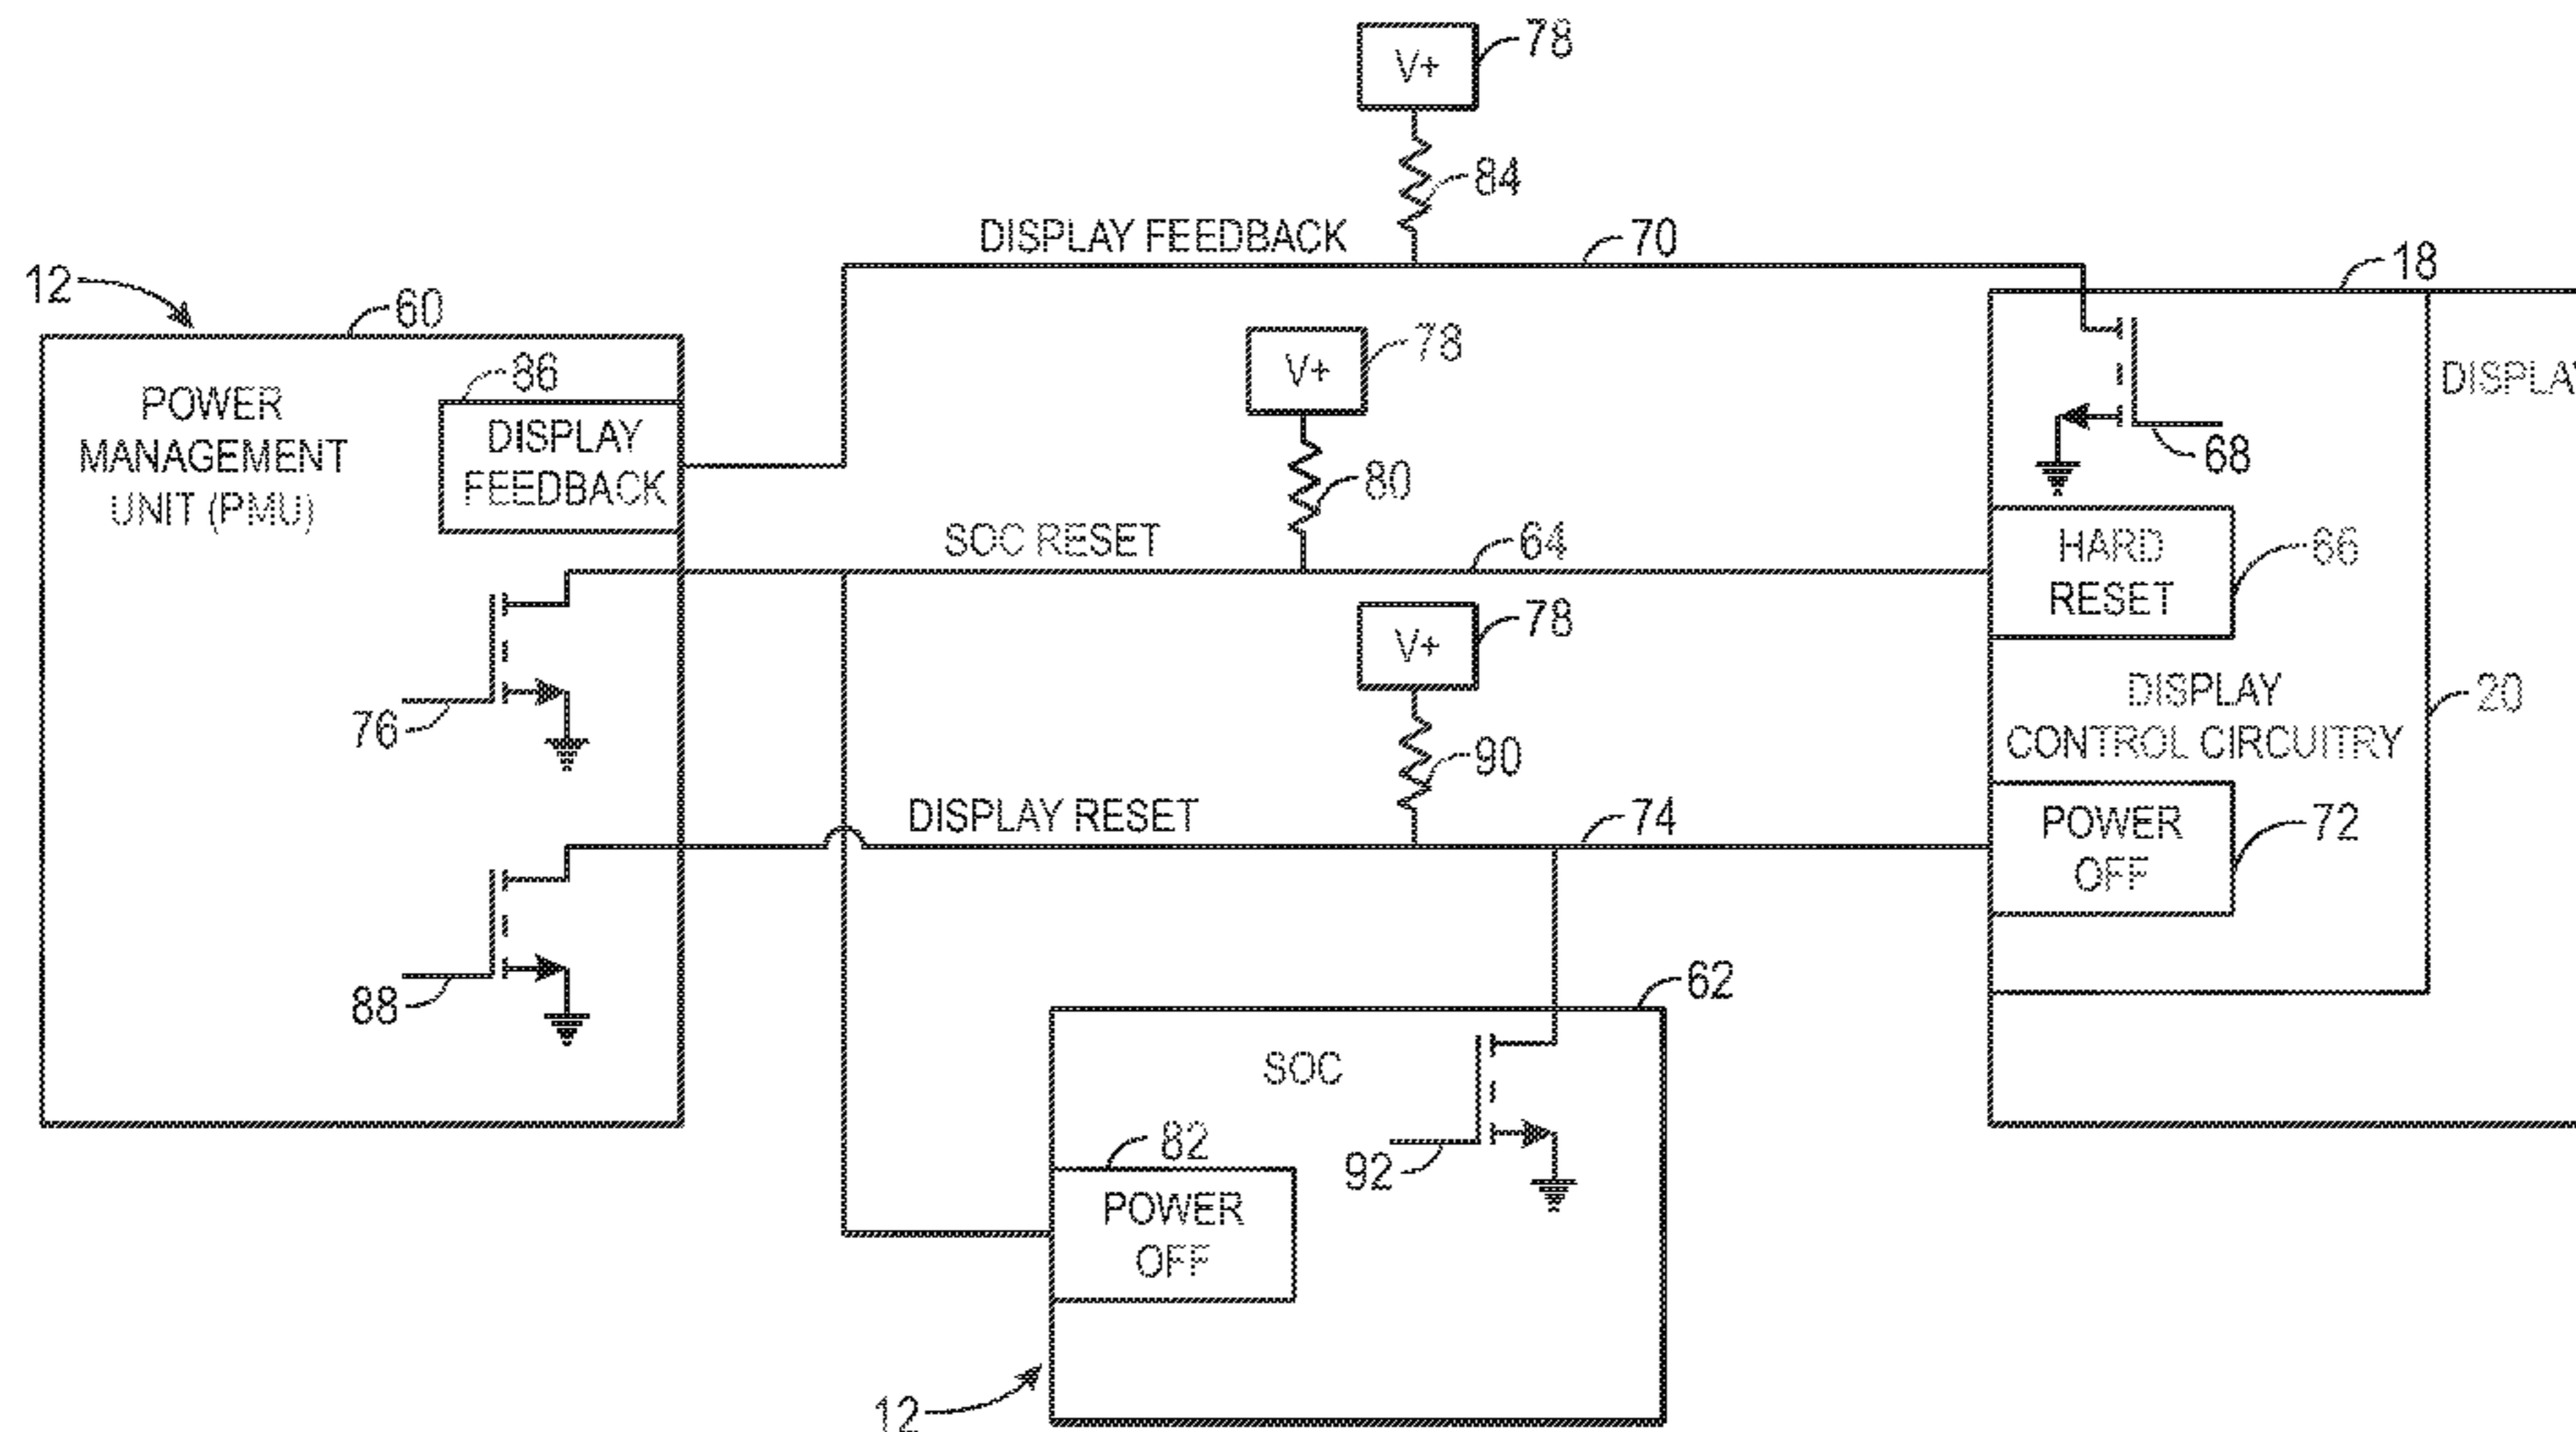 V+
78
84
DISPLAY FEEDBACK
70
18
12
60
V+
78
86
POWER
MANAGEMENT
UNIT (PMU)
DISPLAY
FEEDBACK
80
68
SOC RESET
64
HARD
RESET
66
V+
78
76
DISPLAY
CONTROL CIRCUITRY
20
90
DISPLAY RESET
74
POWER
OFF
72
88
62
SOC
82
POWER
OFF
92
12